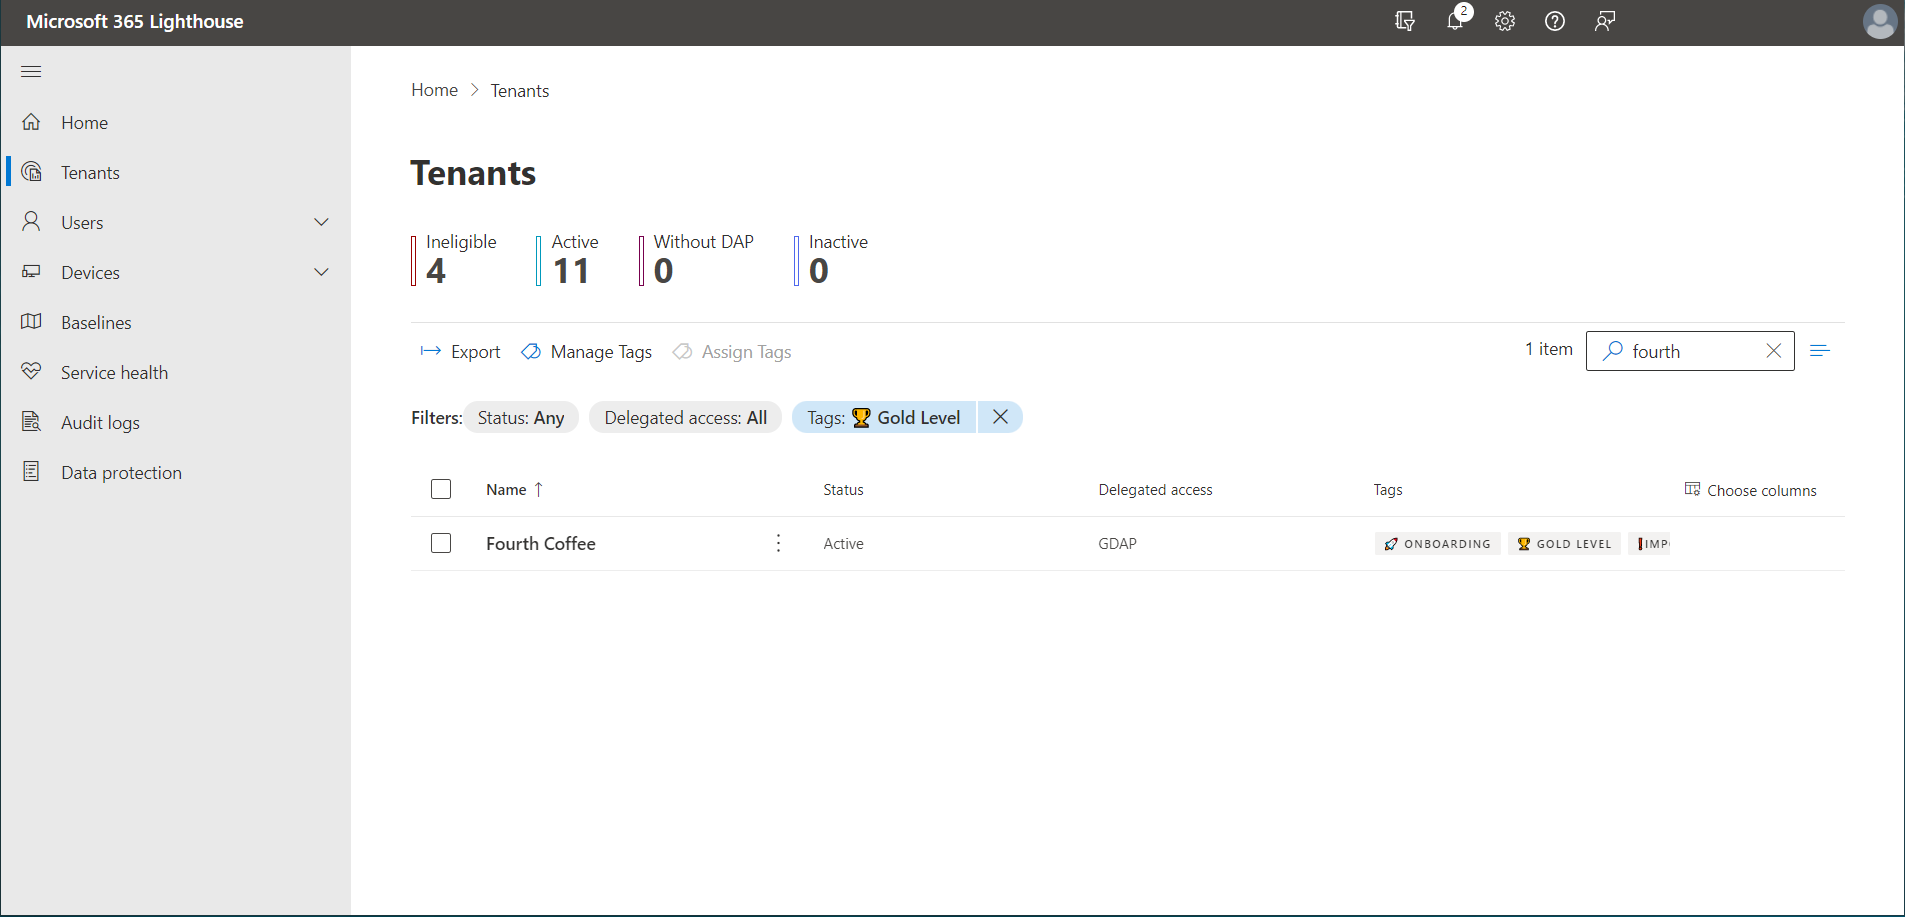 Microsoft 365 Lighthouse
2
Home
Tenants
Users
Devices
Baselines
Service health
Audit logs
Data protection
Home Tenants
Tenants
Ineligible Active Without DAP Inactive
4 11 0 0
Export Manage Tags Assign Tags 1 item fourth
Filters: Status: Any Delegated access: All Tags: 🏆 Gold Level
Name ↑ Status Delegated access Tags Choose columns
Fourth Coffee Active GDAP 🚀 ONBOARDING 🏆 GOLD LEVEL